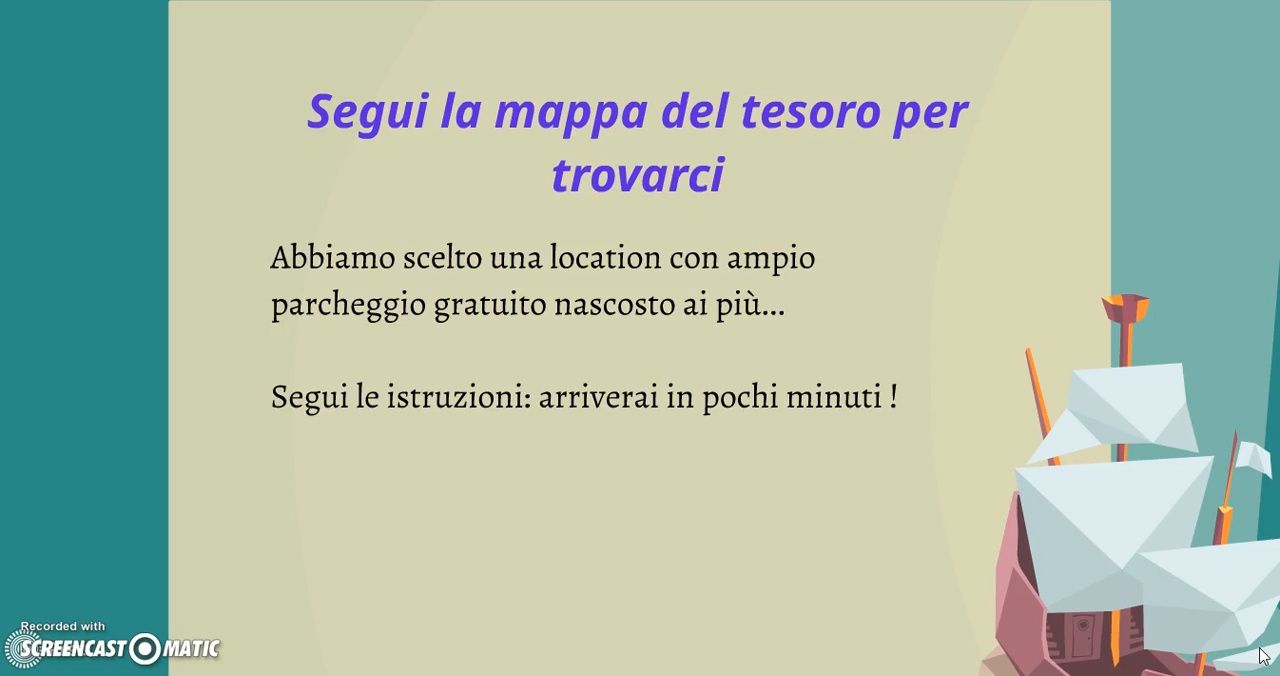 Segui la mappa del tesoro per
trovarci
Abbiamo scelto una location con ampio
parcheggio gratuito nascosto ai più...
Segui le istruzioni: arriverai in pochi minuti !
Recorded with
SCREENCAST MATIC